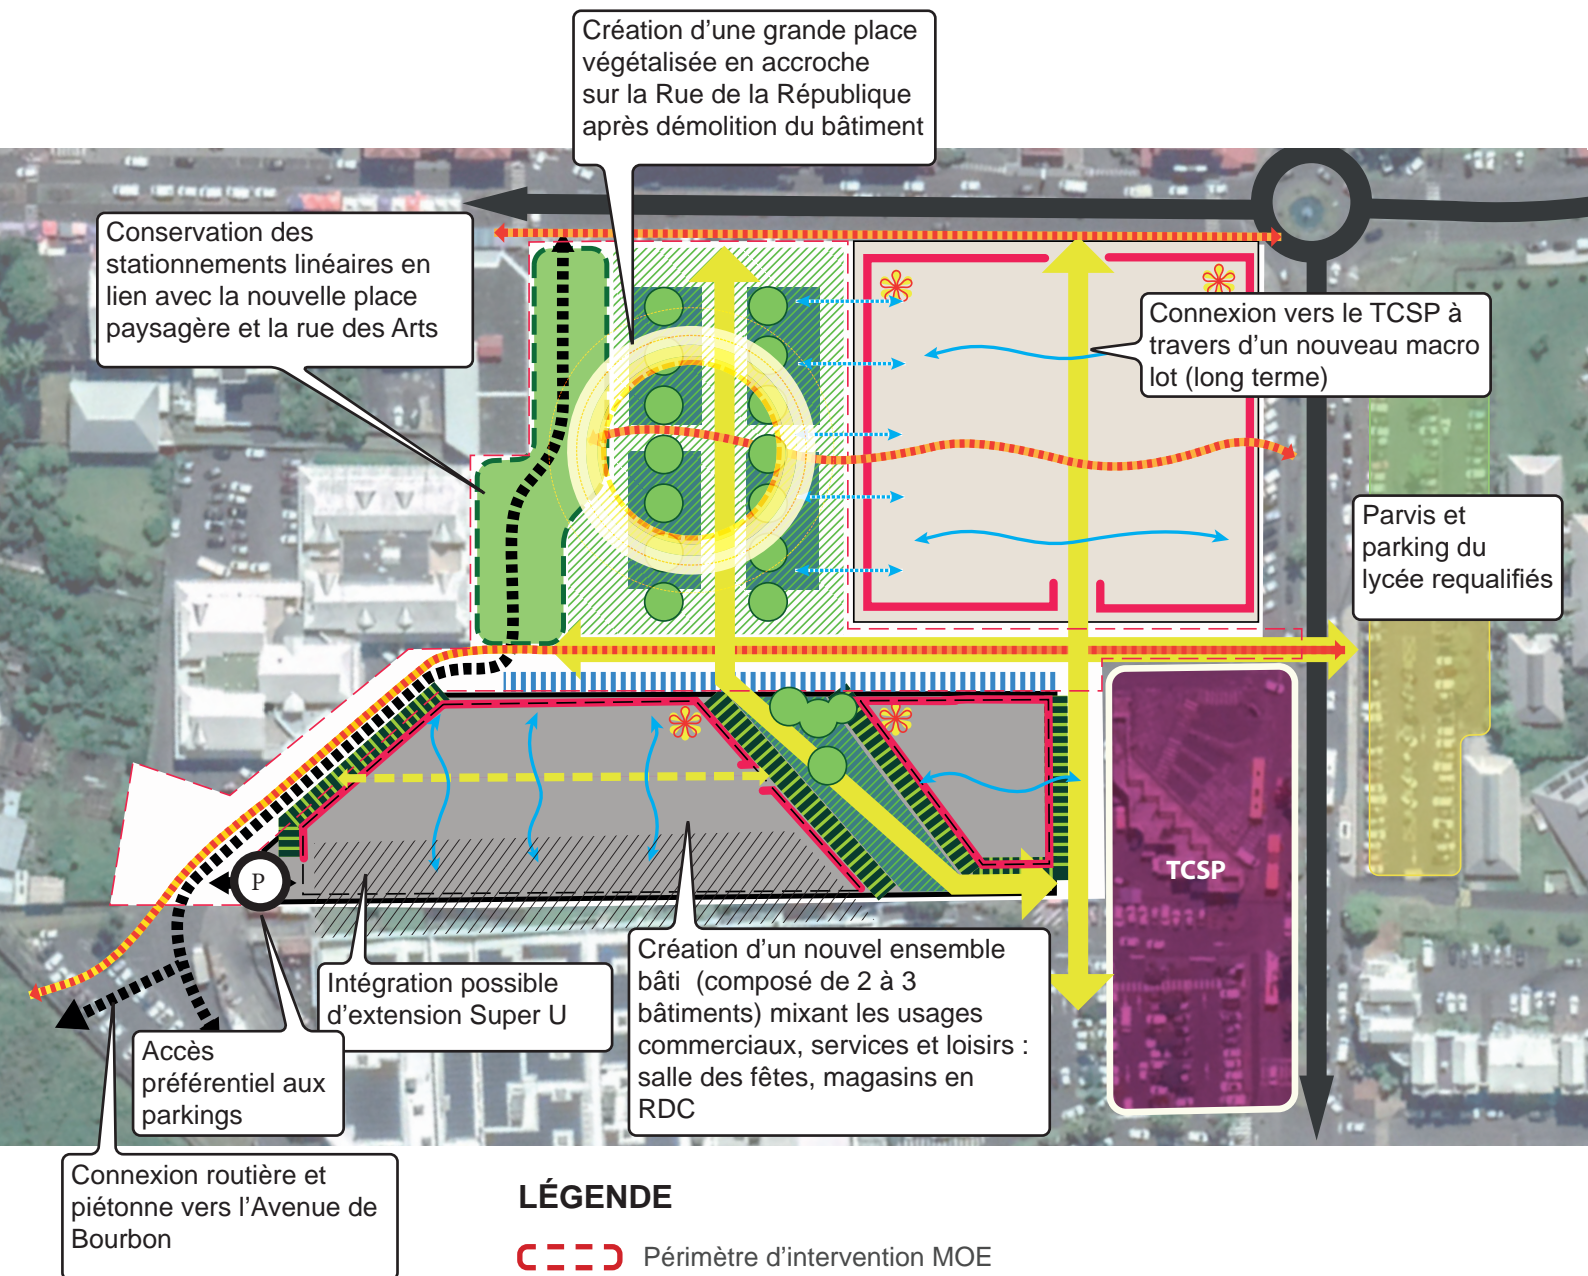 Création d’une grande place
végétalisée en accroche
sur la Rue de la République
après démolition du bâtiment
Conservation des
stationnements linéaires en
lien avec la nouvelle place
paysagère et la rue des Arts
Connexion vers le TCSP à
travers d’un nouveau macro
lot (long terme)
Parvis et
parking du
lycée requalifiés
TCSP
P
Intégration possible
d’extension Super U
Création d’un nouvel ensemble
bâti (composé de 2 à 3
bâtiments) mixant les usages
commerciaux, services et loisirs :
salle des fêtes, magasins en
RDC
Accès
préférentiel aux
parkings
Connexion routière et
piétonne vers l’Avenue de
Bourbon
LÉGENDE
Périmètre d’intervention MOE